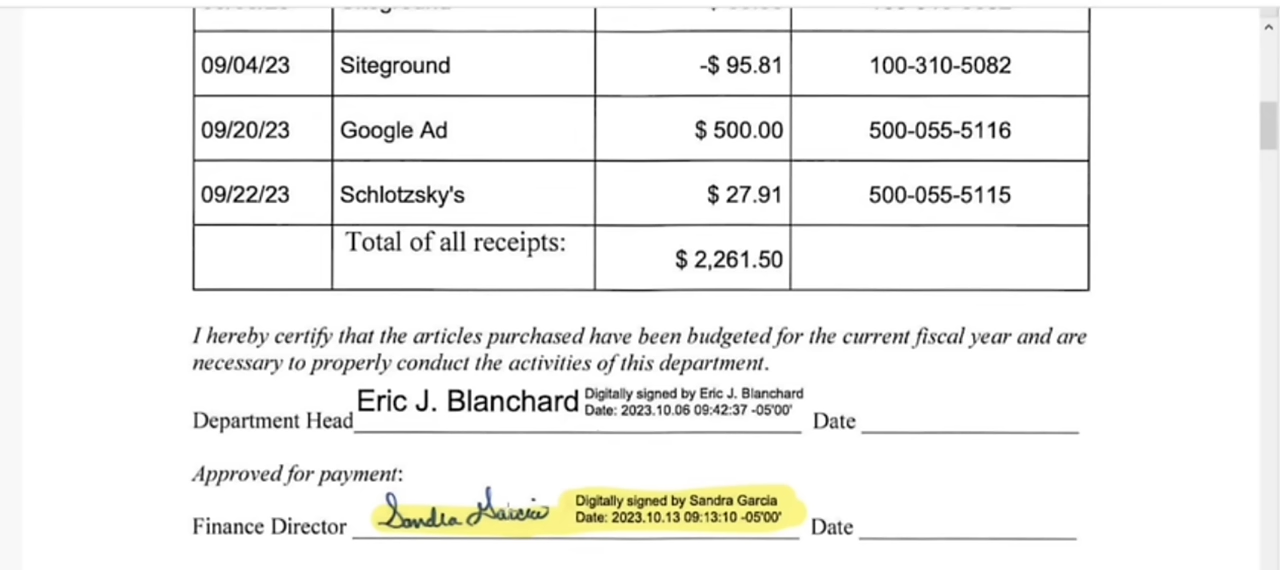 09/04/23 Siteground -$ 95.81 100-310-5082
09/20/23 Google Ad $ 500.00 500-055-5116
09/22/23 Schlotzsky's $ 27.91 500-055-5115
Total of all receipts: $ 2,261.50
I hereby certify that the articles purchased have been budgeted for the current fiscal year and are
necessary to properly conduct the activities of this department.
Department Head Eric J. Blanchard Digitally signed by Eric J. Blanchard
Date: 2023.10.06 09:42:37 -05'00' Date
Approved for payment:
Finance Director Sandra Garcia Digitally signed by Sandra Garcia
Date: 2023.10.13 09:13:10 -05'00' Date